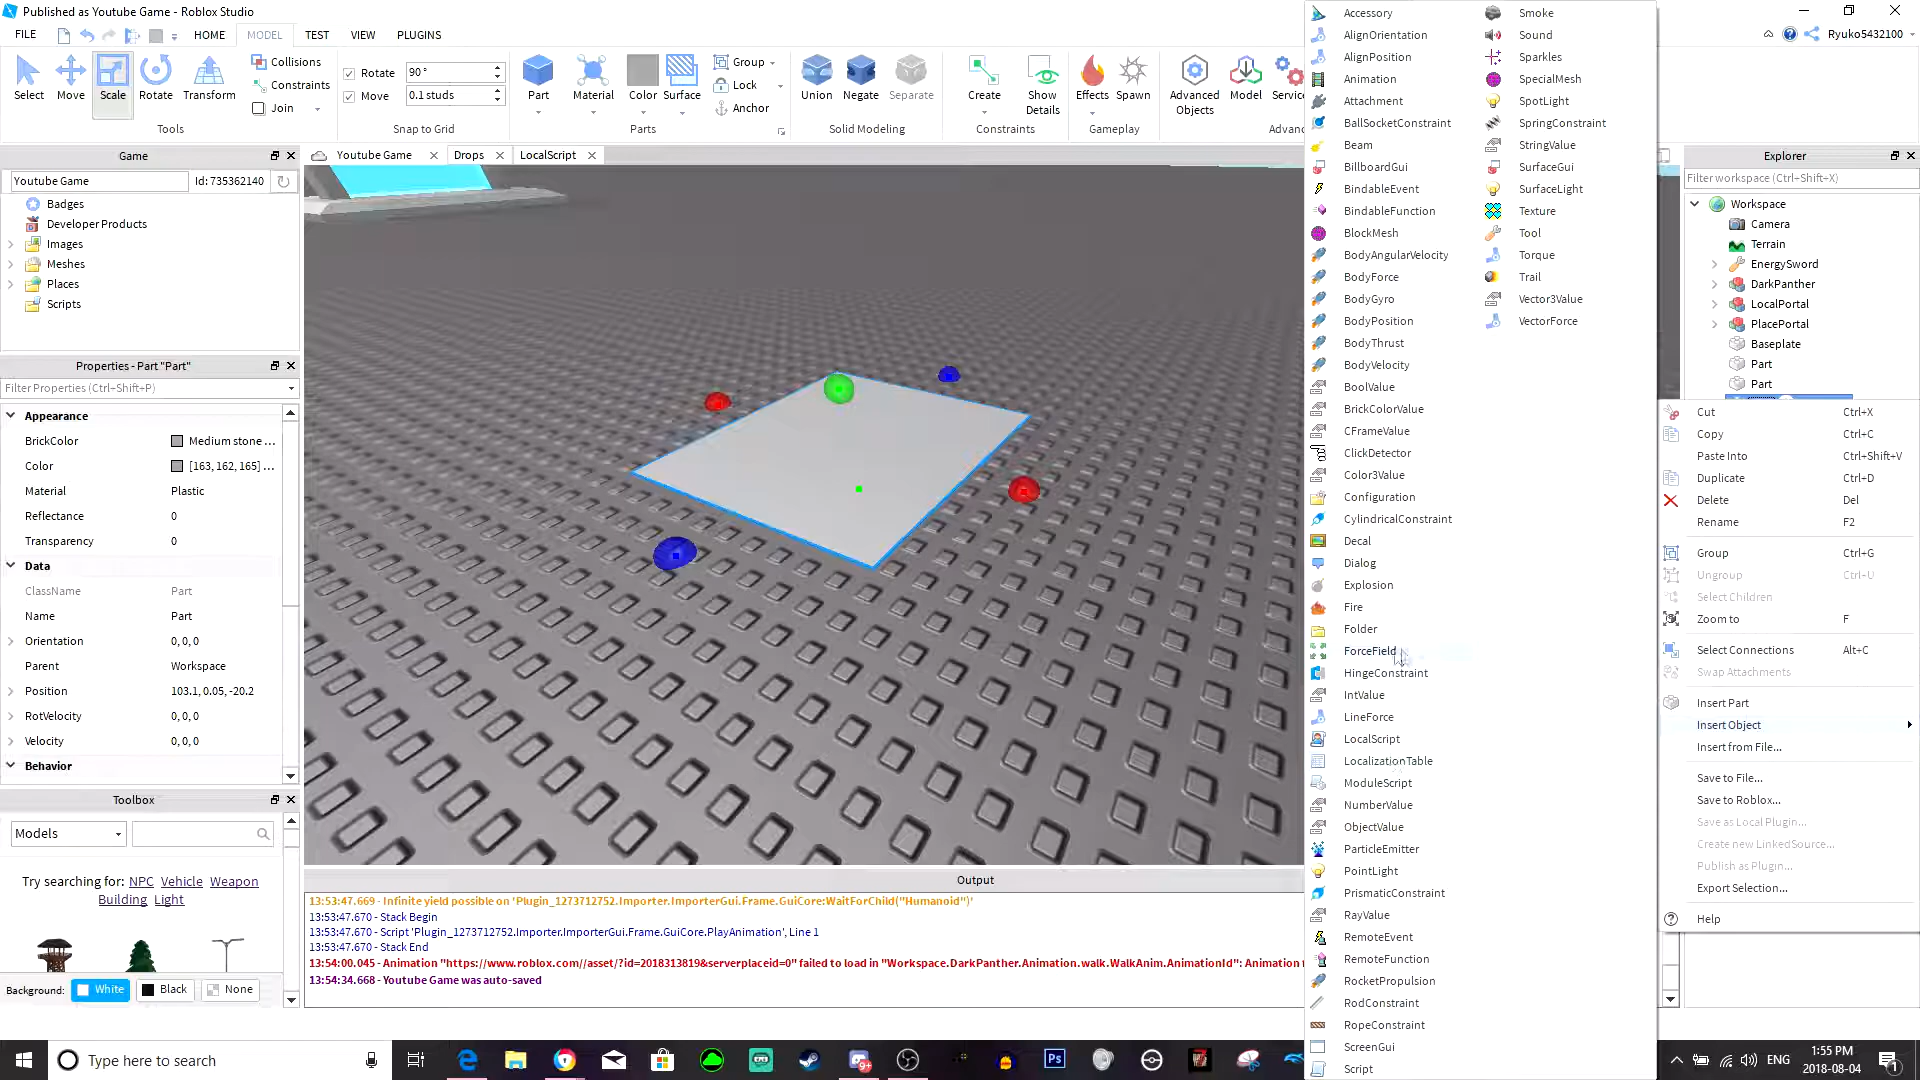 Published as Youtube Game - Roblox Studio
FILE
HOME
MODEL
TEST
VIEW
PLUGINS
Ryuko5432100
Select
Move
Scale
Rotate
Transform
Collisions
Constraints
Join
Tools
Rotate
90 °
Move
0.1 studs
Snap to Grid
Part
Material
Color
Surface
Group
Lock
Anchor
Parts
Union
Negate
Separate
Solid Modeling
Create
Show
Details
Constraints
Effects
Spawn
Gameplay
Advanced
Objects
Model
Game
Youtube Game
Id: 735362140
Badges
Developer Products
Images
Meshes
Places
Scripts
Properties - Part "Part"
Filter Properties (Ctrl+Shift+P)
Appearance
BrickColor
Medium stone ...
Color
[163, 162, 165] ...
Material
Plastic
Reflectance
0
Transparency
0
Data
ClassName
Part
Name
Part
Orientation
0, 0, 0
Parent
Workspace
Position
103.1, 0.05, -20.2
RotVelocity
0, 0, 0
Velocity
0, 0, 0
Behavior
Toolbox
Models
Try searching for: NPC Vehicle Weapon
Building Light
Background:
White
Black
None
Youtube Game
Drops
LocalScript
Output
13:53:47.669 - Infinite yield possible on 'Plugin_1273712752.Importer.ImporterGui.Frame.GuiCore:WaitForChild("Humanoid")'
13:53:47.670 - Stack Begin
13:53:47.670 - Script 'Plugin_1273712752.Importer.ImporterGui.Frame.GuiCore.PlayAnimation', Line 1
13:53:47.670 - Stack End
13:54:00.045 - Animation "https://www.roblox.com//asset/?id=2018313819&serverplaceid=0" failed to load in "Workspace.DarkPanther.Animation.walk.WalkAnim.AnimationId": Animation
13:54:34.668 - Youtube Game was auto-saved
Accessory
AlignOrientation
AlignPosition
Animation
Attachment
BallSocketConstraint
Beam
BillboardGui
BindableEvent
BindableFunction
BlockMesh
BodyAngularVelocity
BodyForce
BodyGyro
BodyPosition
BodyThrust
BodyVelocity
BoolValue
BrickColorValue
CFrameValue
ClickDetector
Color3Value
Configuration
CylindricalConstraint
Decal
Dialog
Explosion
Fire
Folder
ForceField
HingeConstraint
IntValue
LineForce
LocalScript
LocalizationTable
ModuleScript
NumberValue
ObjectValue
ParticleEmitter
PointLight
PrismaticConstraint
RayValue
RemoteEvent
RemoteFunction
RocketPropulsion
RodConstraint
RopeConstraint
ScreenGui
Script
Smoke
Sound
Sparkles
SpecialMesh
SpotLight
SpringConstraint
StringValue
SurfaceGui
SurfaceLight
Texture
Tool
Torque
Trail
Vector3Value
VectorForce
Explorer
Filter workspace (Ctrl+Shift+X)
Workspace
Camera
Terrain
EnergySword
DarkPanther
LocalPortal
PlacePortal
Baseplate
Part
Part
Cut Ctrl+X
Copy Ctrl+C
Paste Into Ctrl+Shift+V
Duplicate Ctrl+D
Delete Del
Rename F2
Group Ctrl+G
Ungroup Ctrl+U
Select Children
Zoom to F
Select Connections Alt+C
Swap Attachments
Insert Part
Insert Object
Insert from File...
Save to File...
Save to Roblox...
Save as Local Plugin...
Create new LinkedSource...
Publish as Plugin...
Export Selection...
Help
Type here to search
9+
Ps
ENG
1:55 PM
2018-08-04
1